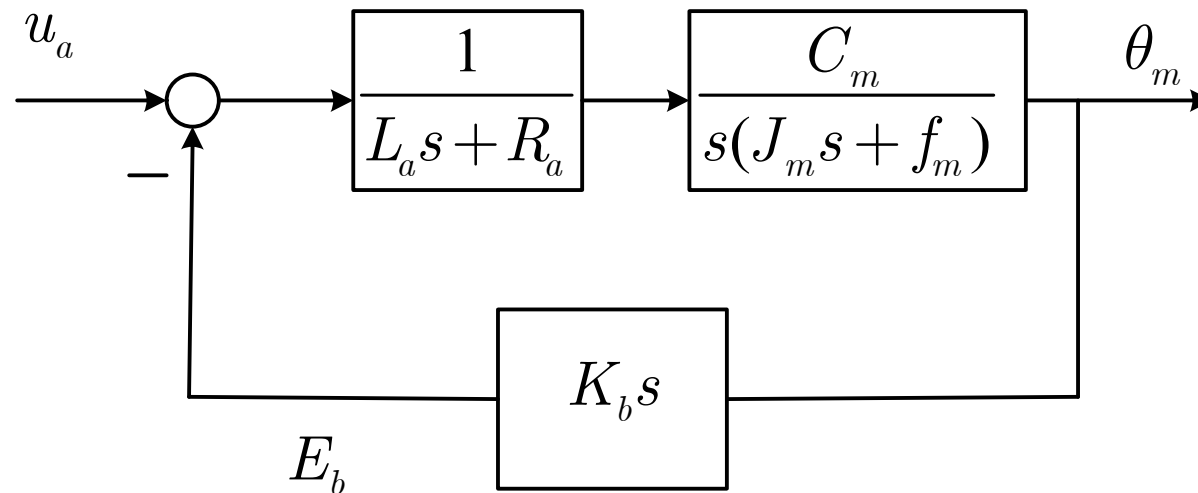 u_a
1
L_a s + R_a
C_m
s(J_m s + f_m)
θ_m
−
K_b s
E_b